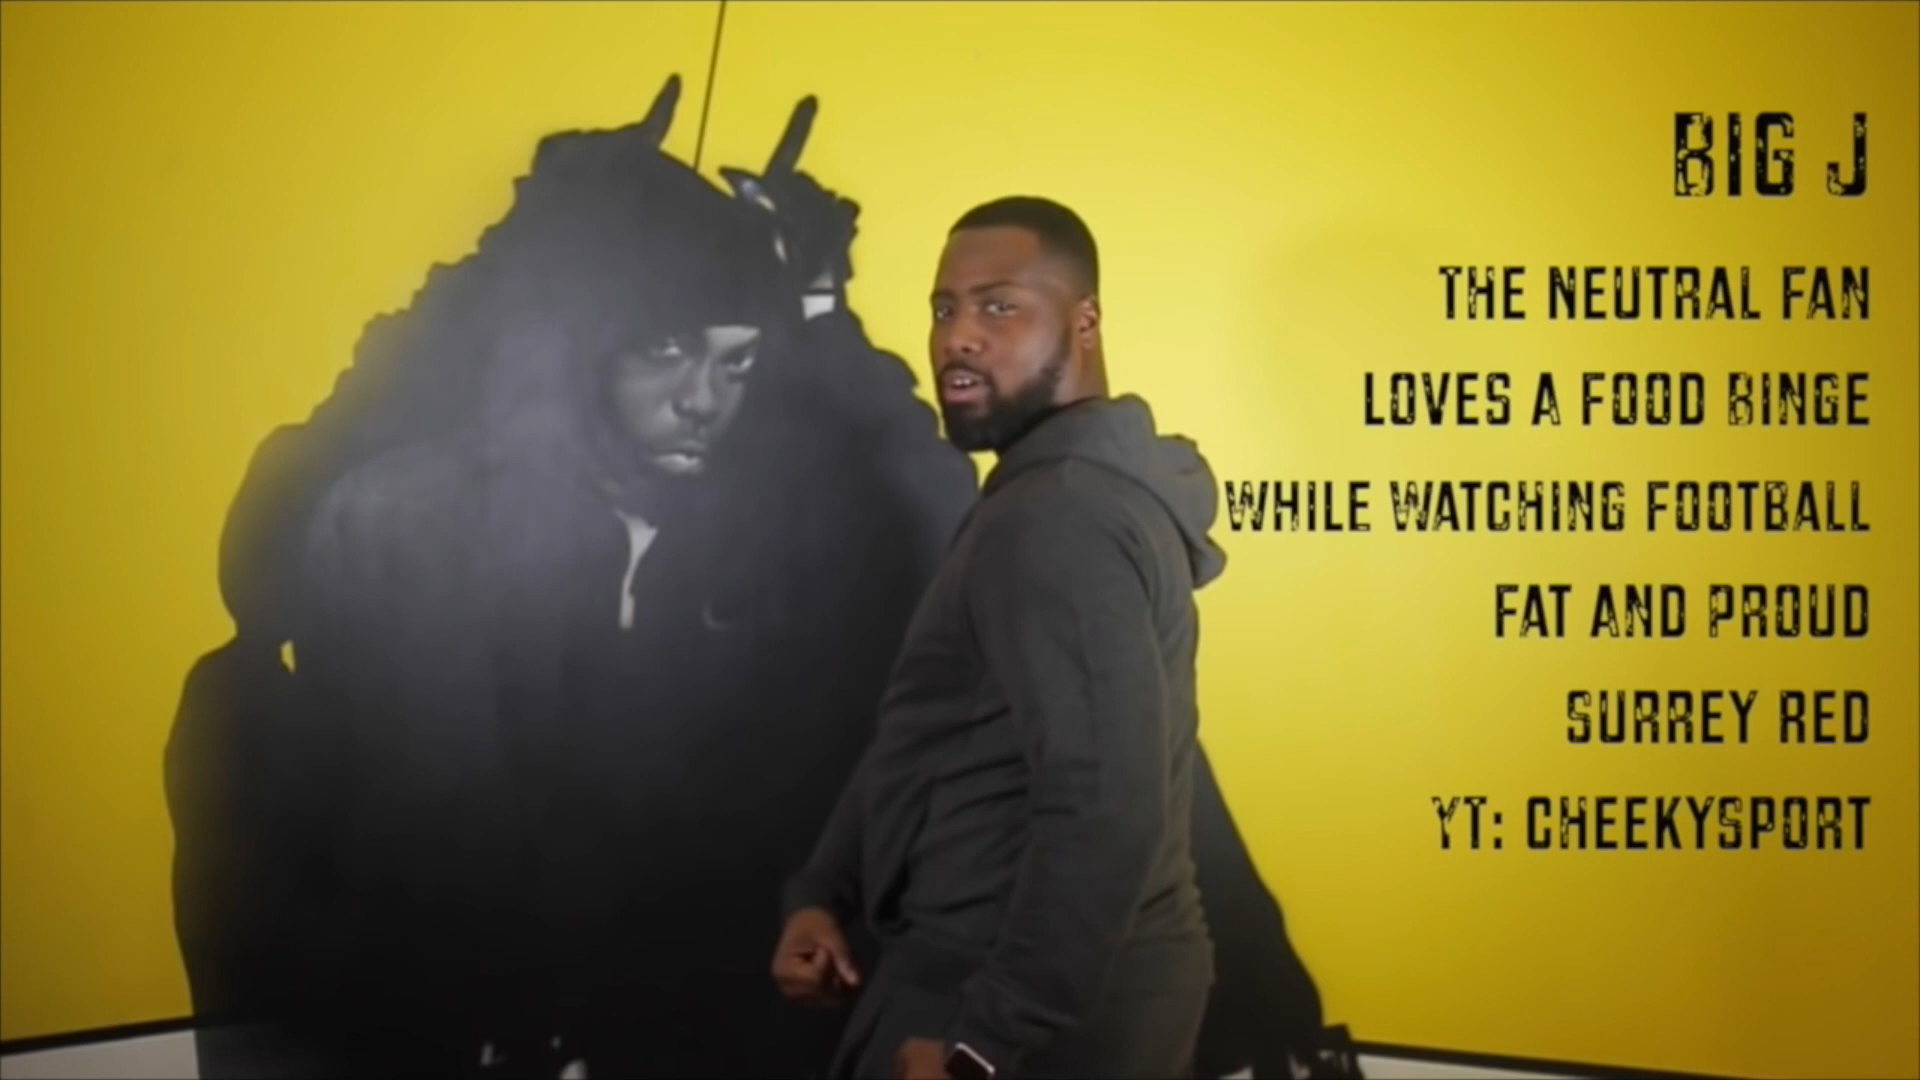 BIG J
THE NEUTRAL FAN
LOVES A FOOD BINGE
WHILE WATCHING FOOTBALL
FAT AND PROUD
SURREY RED
YT: CHEEKYSPORT